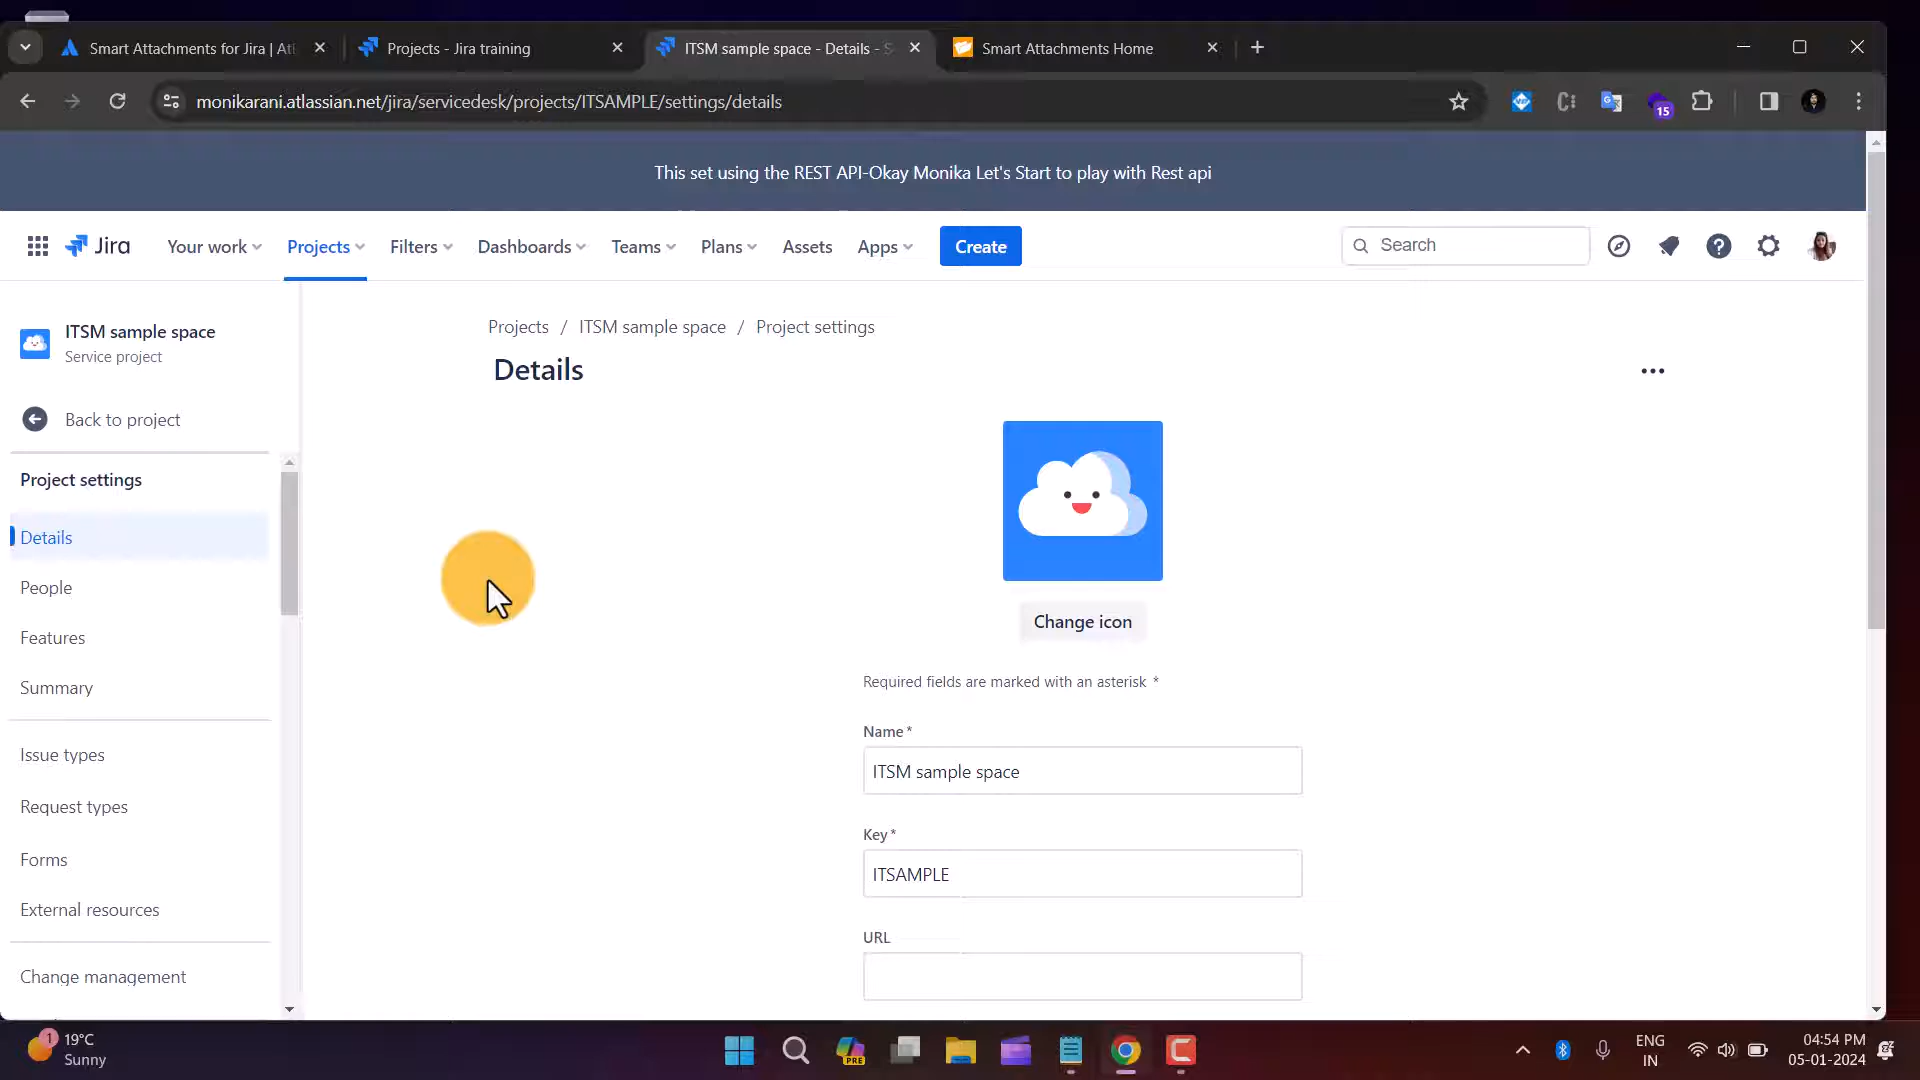 Smart Attachments for Jira | Atl
Projects - Jira training
ITSM sample space - Details - S
Smart Attachments Home
monikarani.atlassian.net/jira/servicedesk/projects/ITSAMPLE/settings/details
15
This set using the REST API-Okay Monika Let's Start to play with Rest api
Jira
Your work
Projects
Filters
Dashboards
Teams
Plans
Assets
Apps
Create
Search
ITSM sample space
Service project
Back to project
Project settings
Details
People
Features
Summary
Issue types
Request types
Forms
External resources
Change management
Projects / ITSM sample space / Project settings
Details
Change icon
Required fields are marked with an asterisk *
Name *
ITSM sample space
Key *
ITSAMPLE
URL
1
19°C
Sunny
PRE
ENG
IN
04:54 PM
05-01-2024